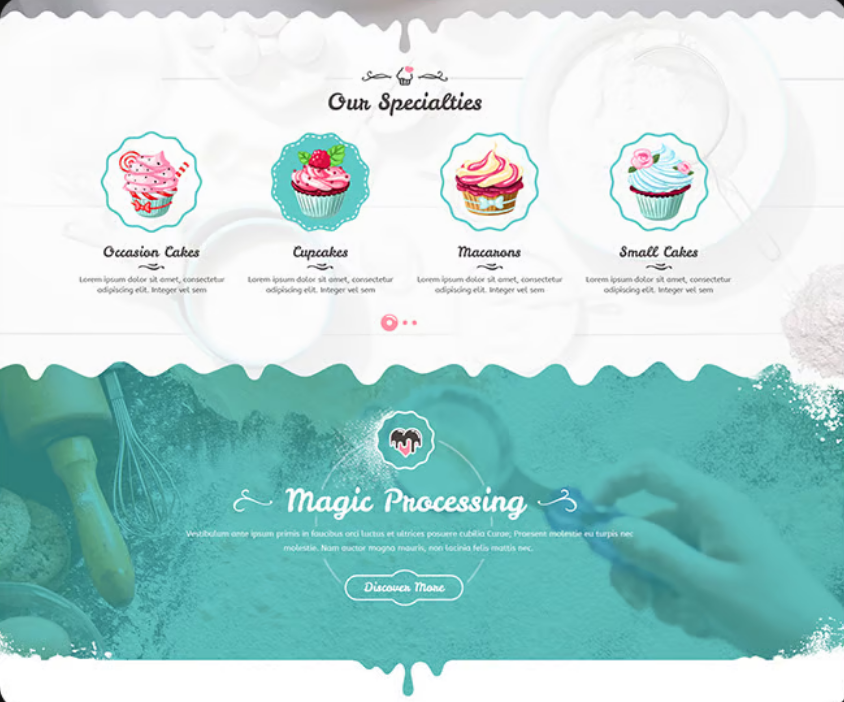 Our Specialties
Occasion Cakes
Cupcakes
Macarons
Small Cakes
Lorem ipsum dolor sit amet, consectetur
adipiscing elit. Integer vel sem
Lorem ipsum dolor sit amet, consectetur
adipiscing elit. Integer vel sem
Lorem ipsum dolor sit amet, consectetur
adipiscing elit. Integer vel sem
Lorem ipsum dolor sit amet, consectetur
adipiscing elit. Integer vel sem
Magic Processing
Vestibulum ante ipsum primis in faucibus orci luctus et ultrices posuere cubilia Curae; Praesent molestie eu turpis nec
molestie. Nam auctor magna mauris, non lacinia felis mattis nec.
Discover More